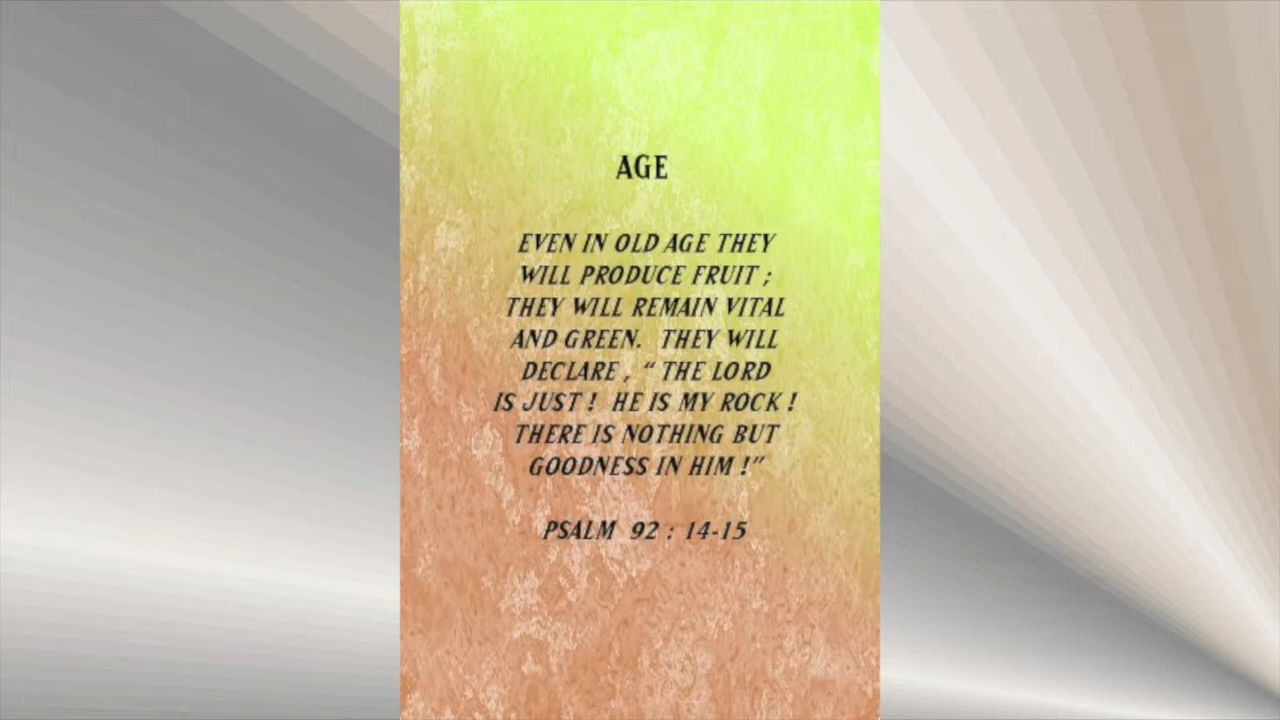 AGE
EVEN IN OLD AGE THEY
WILL PRODUCE FRUIT ;
THEY WILL REMAIN VITAL
AND GREEN. THEY WILL
DECLARE , “ THE LORD
IS JUST ! HE IS MY ROCK !
THERE IS NOTHING BUT
GOODNESS IN HIM !”
PSALM 92 : 14-15